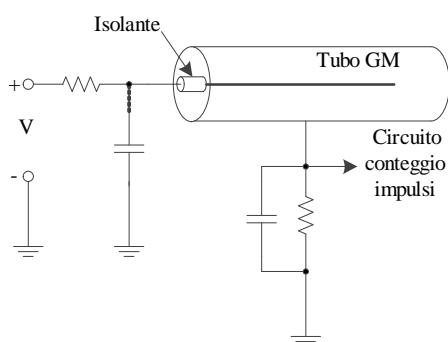 Isolante
Tubo GM
+
V
-
Circuito
conteggio
impulsi